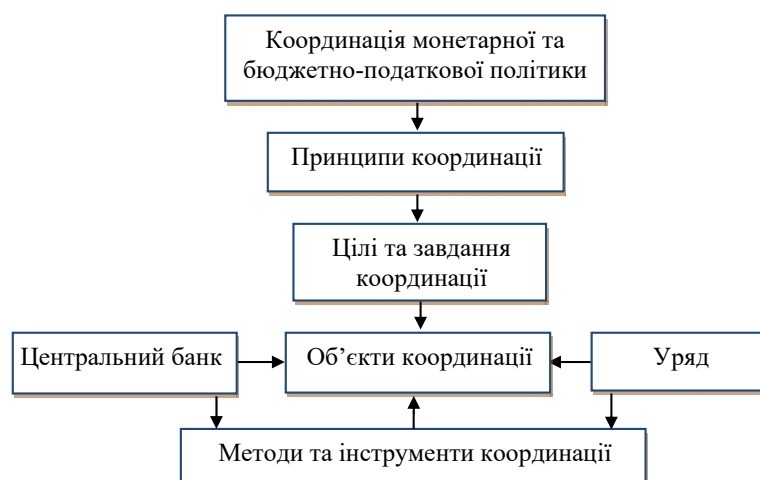 Координація монетарної та
бюджетно-податкової політики
Принципи координації
Цілі та завдання
координації
Центральний банк
Об’єкти координації
Уряд
Методи та інструменти координації